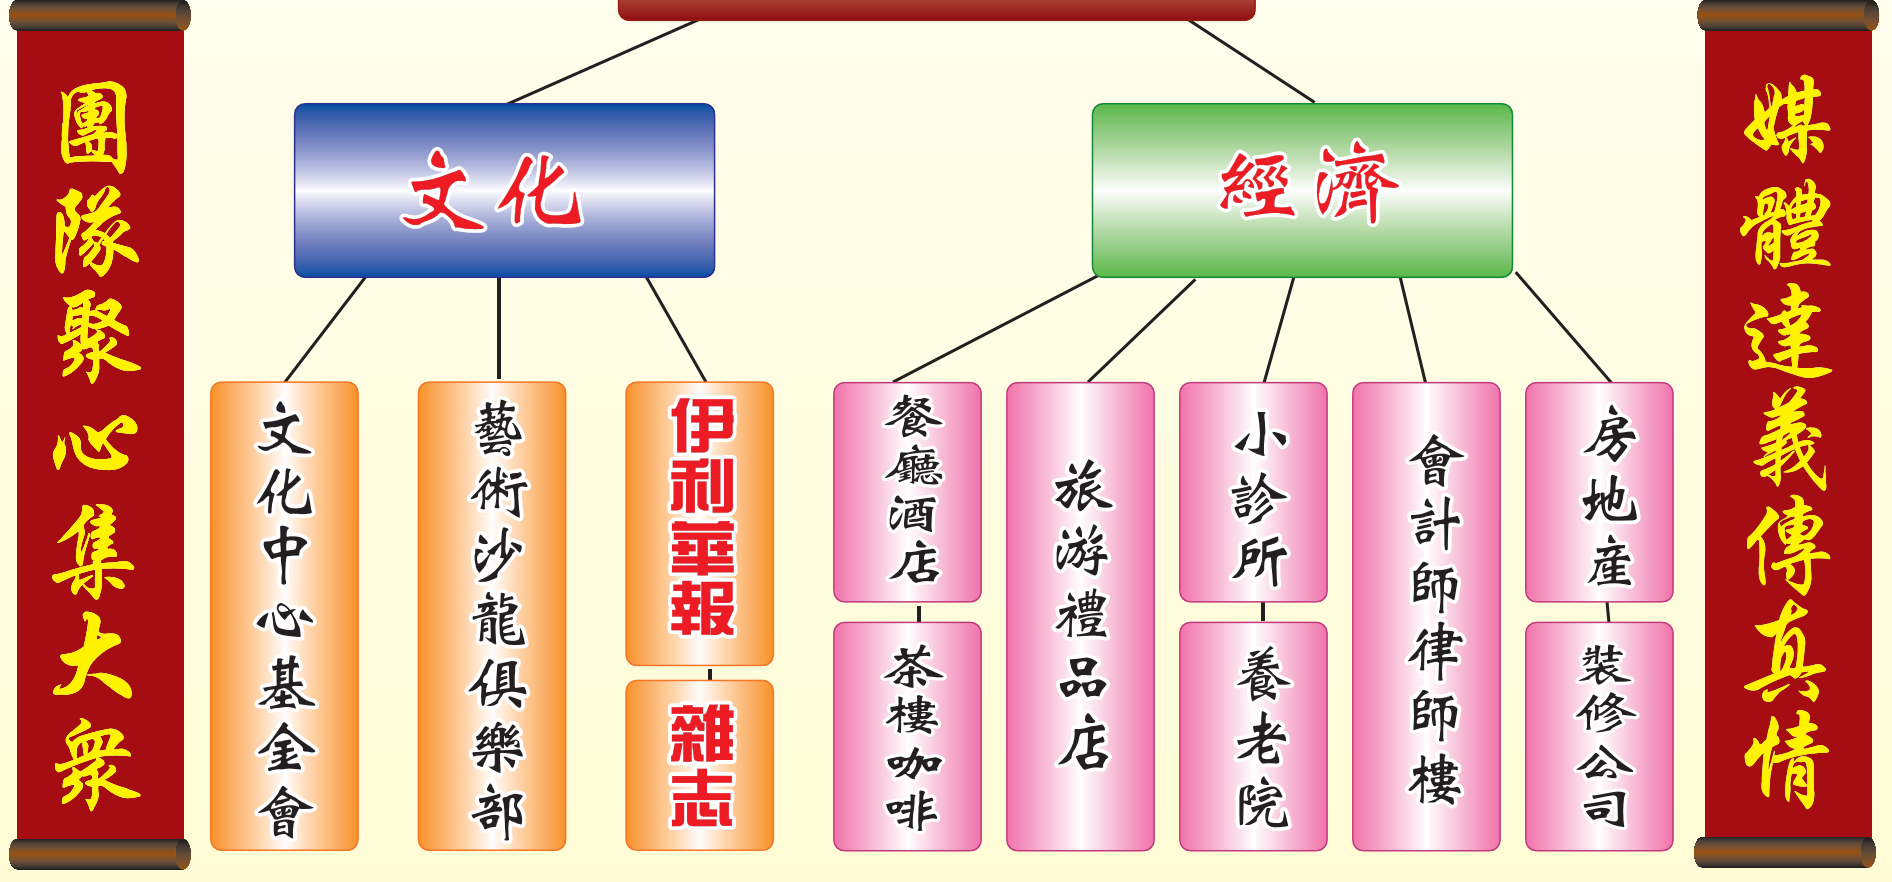 團隊聚心集大衆
媒體達義傳真情
文化
經濟
文化中心基金會
藝術沙龍俱樂部
伊利華報
雜志
餐廳酒店
茶樓咖啡
旅游禮品店
小診所
養老院
會計師律師樓
房地産
裝修公司